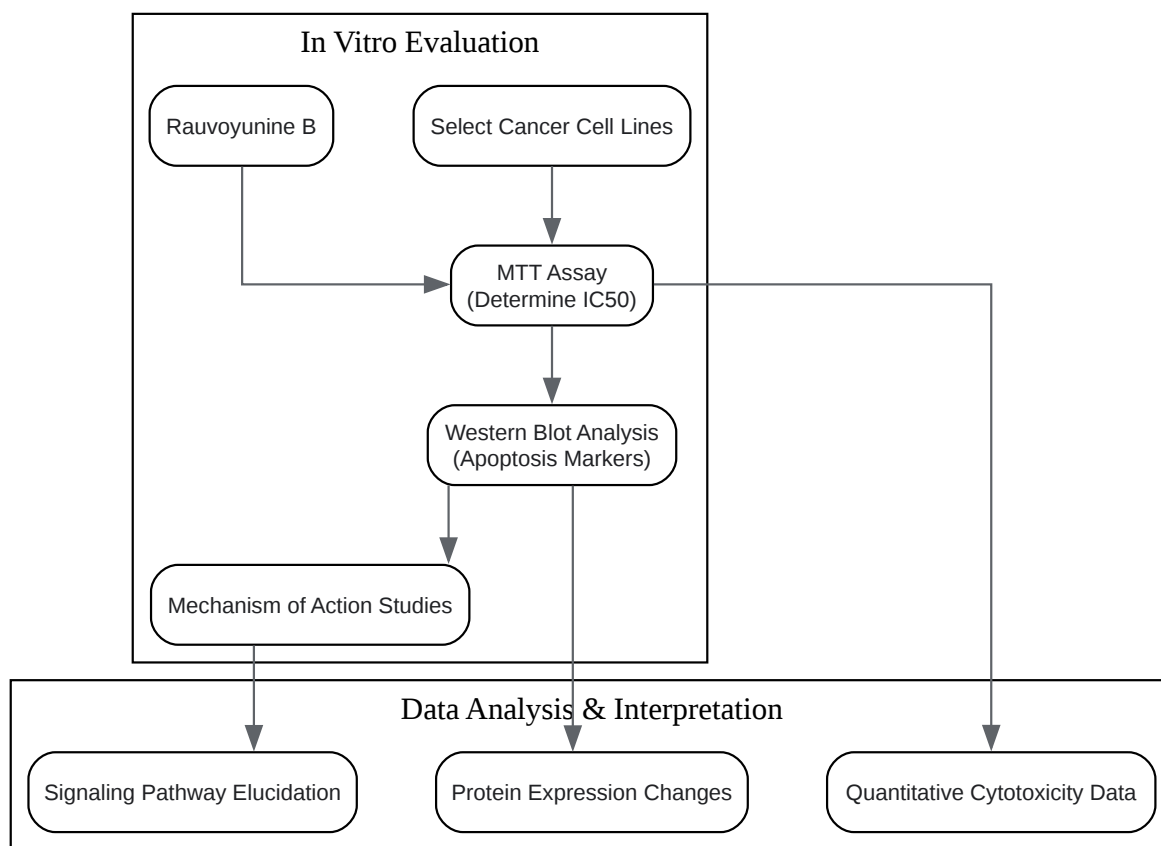 In Vitro Evaluation
Rauvoyunine B
Select Cancer Cell Lines
MTT Assay
(Determine IC50)
Western Blot Analysis
(Apoptosis Markers)
Mechanism of Action Studies
Data Analysis & Interpretation
Signaling Pathway Elucidation
Protein Expression Changes
Quantitative Cytotoxicity Data